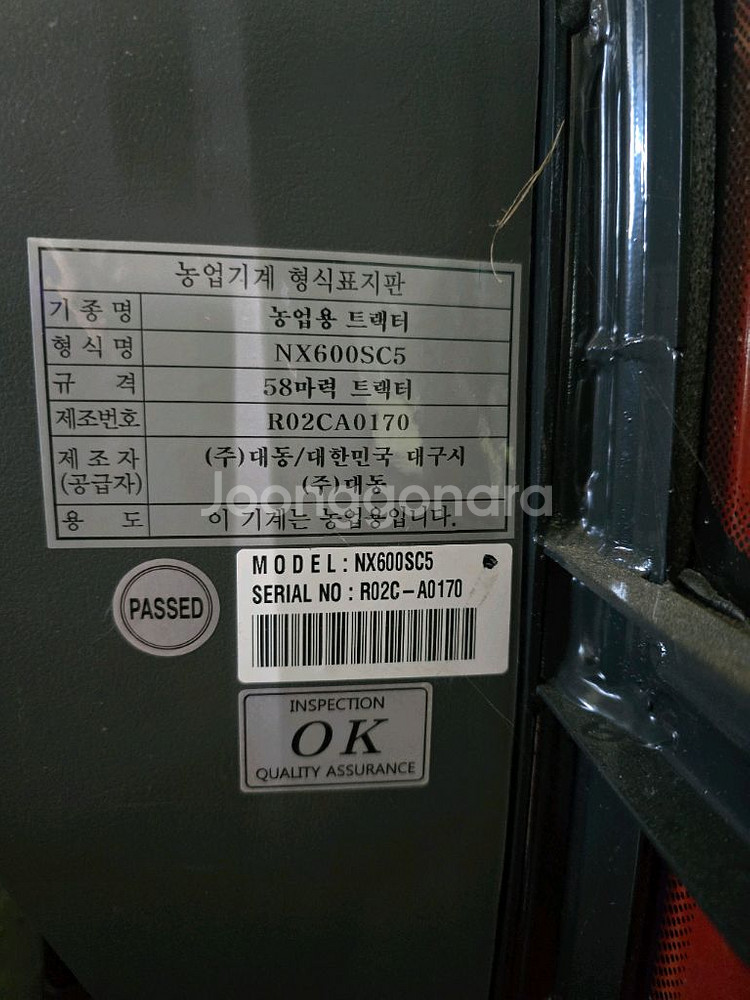 농업기계 형식표지판
기종명 농업용 트랙터
형식명 NX600SC5
규 격 58마력 트랙터
제조번호 R02CA0170
제조자 (주)대동/대한민국 대구시
(공급자) (주)대동
용 도 이 기계는 농업용입니다.
Joonggonara
MODEL: NX600SC5
SERIAL NO : R02C-A0170
PASSED
INSPECTION
OK
QUALITY ASSURANCE